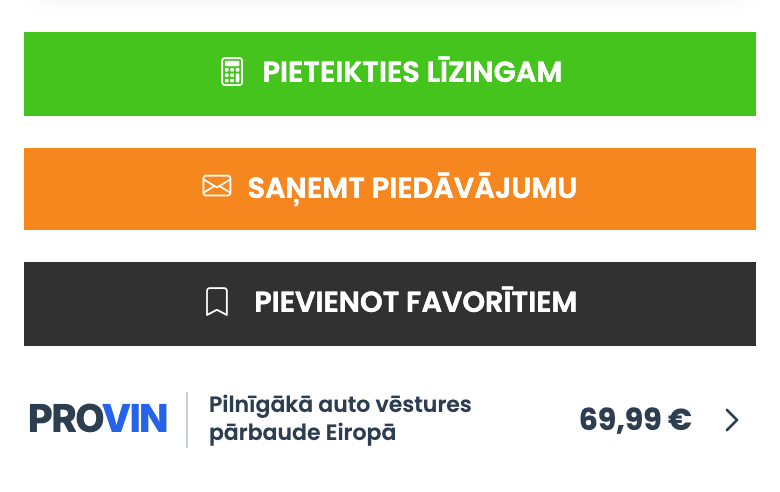 PIETEIKTIES LĪZINGAM
SAŅEMT PIEDĀVĀJUMU
PIEVIENOT FAVORĪTIEM
PROVIN
Pilnīgākā auto vēstures
pārbaude Eiropā
69,99 €